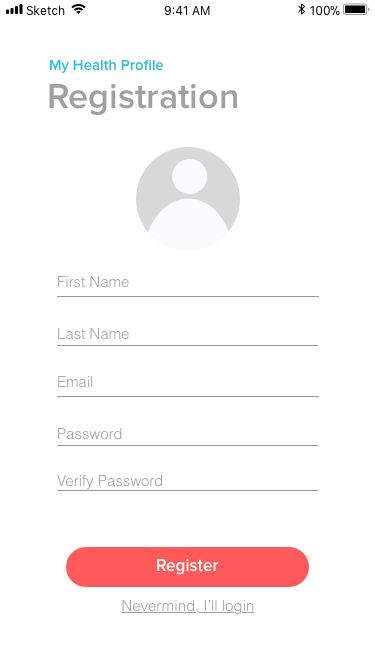 Sketch 9:41 AM 100%
My Health Profile
Registration
First Name
Last Name
Email
Password
Verify Password
Register
Nevermind, I'll login